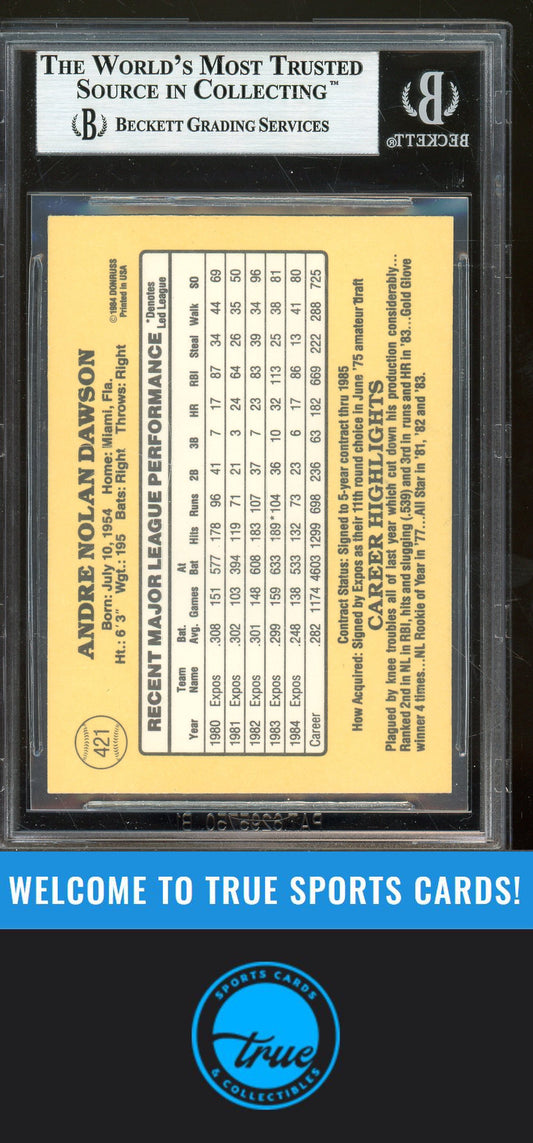 THE WORLD'S MOST TRUSTED
SOURCE IN COLLECTING™
B BECKETT GRADING SERVICES
B
BECKETT®
421
ANDRE NOLAN DAWSON
Born: July 10, 1954 Home: Miami, Fla.
Ht.: 6'3" Wgt.: 195 Bats: Right Throws: Right
©1984 DONRUSS
Printed in USA
RECENT MAJOR LEAGUE PERFORMANCE *Denotes Led League
Year Team Name Bat. Avg. Games At Bat Hits Runs 2B 3B HR RBI Steal Walk SO
1980 Expos .308 151 577 178 96 41 7 17 87 34 44 69
1981 Expos .302 103 394 119 71 21 3 24 64 26 35 50
1982 Expos .301 148 608 183 107 37 7 23 83 39 34 96
1983 Expos .299 159 633 189* 104 36 10 32 113 25 38 81
1984 Expos .248 138 533 132 73 23 6 17 86 13 41 80
Career .282 1174 4603 1299 698 236 63 182 669 222 288 725
Contract Status: Signed to 5-year contract thru 1985
How Acquired: Signed by Expos as their 11th round choice in June '75 amateur draft
CAREER HIGHLIGHTS
Plagued by knee troubles all of last year which cut down his production considerably...
Ranked 2nd in NL in RBI, hits and slugging (.539) and 3rd in runs and HR in '83...Gold Glove
winner 4 times...NL Rookie of Year in '77...All Star in '81, '82 and '83.
WELCOME TO TRUE SPORTS CARDS!
SPORTS CARDS
true
& COLLECTIBLES